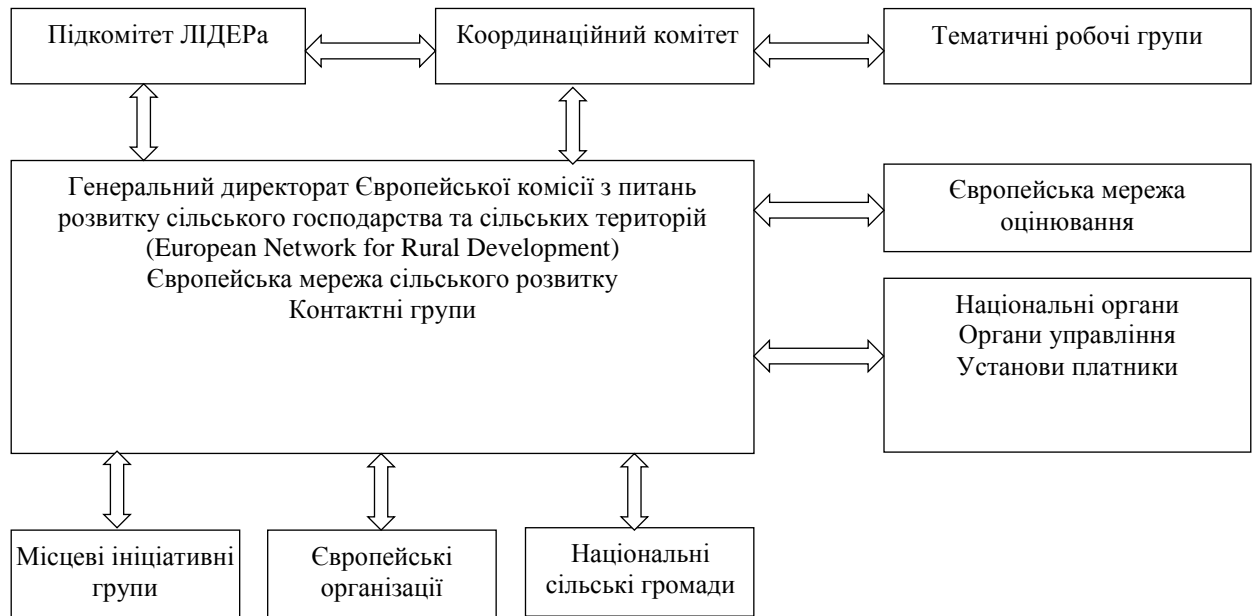 Підкомітет ЛІДЕРа
Координаційний комітет
Тематичні робочі групи
Генеральний директорат Європейської комісії з питань
розвитку сільського господарства та сільських територій
(European Network for Rural Development)
Європейська мережа сільського розвитку
Контактні групи
Європейська мережа
оцінювання
Національні органи
Органи управління
Установи платники
Місцеві ініціативні
групи
Європейські
організації
Національні
сільські громади